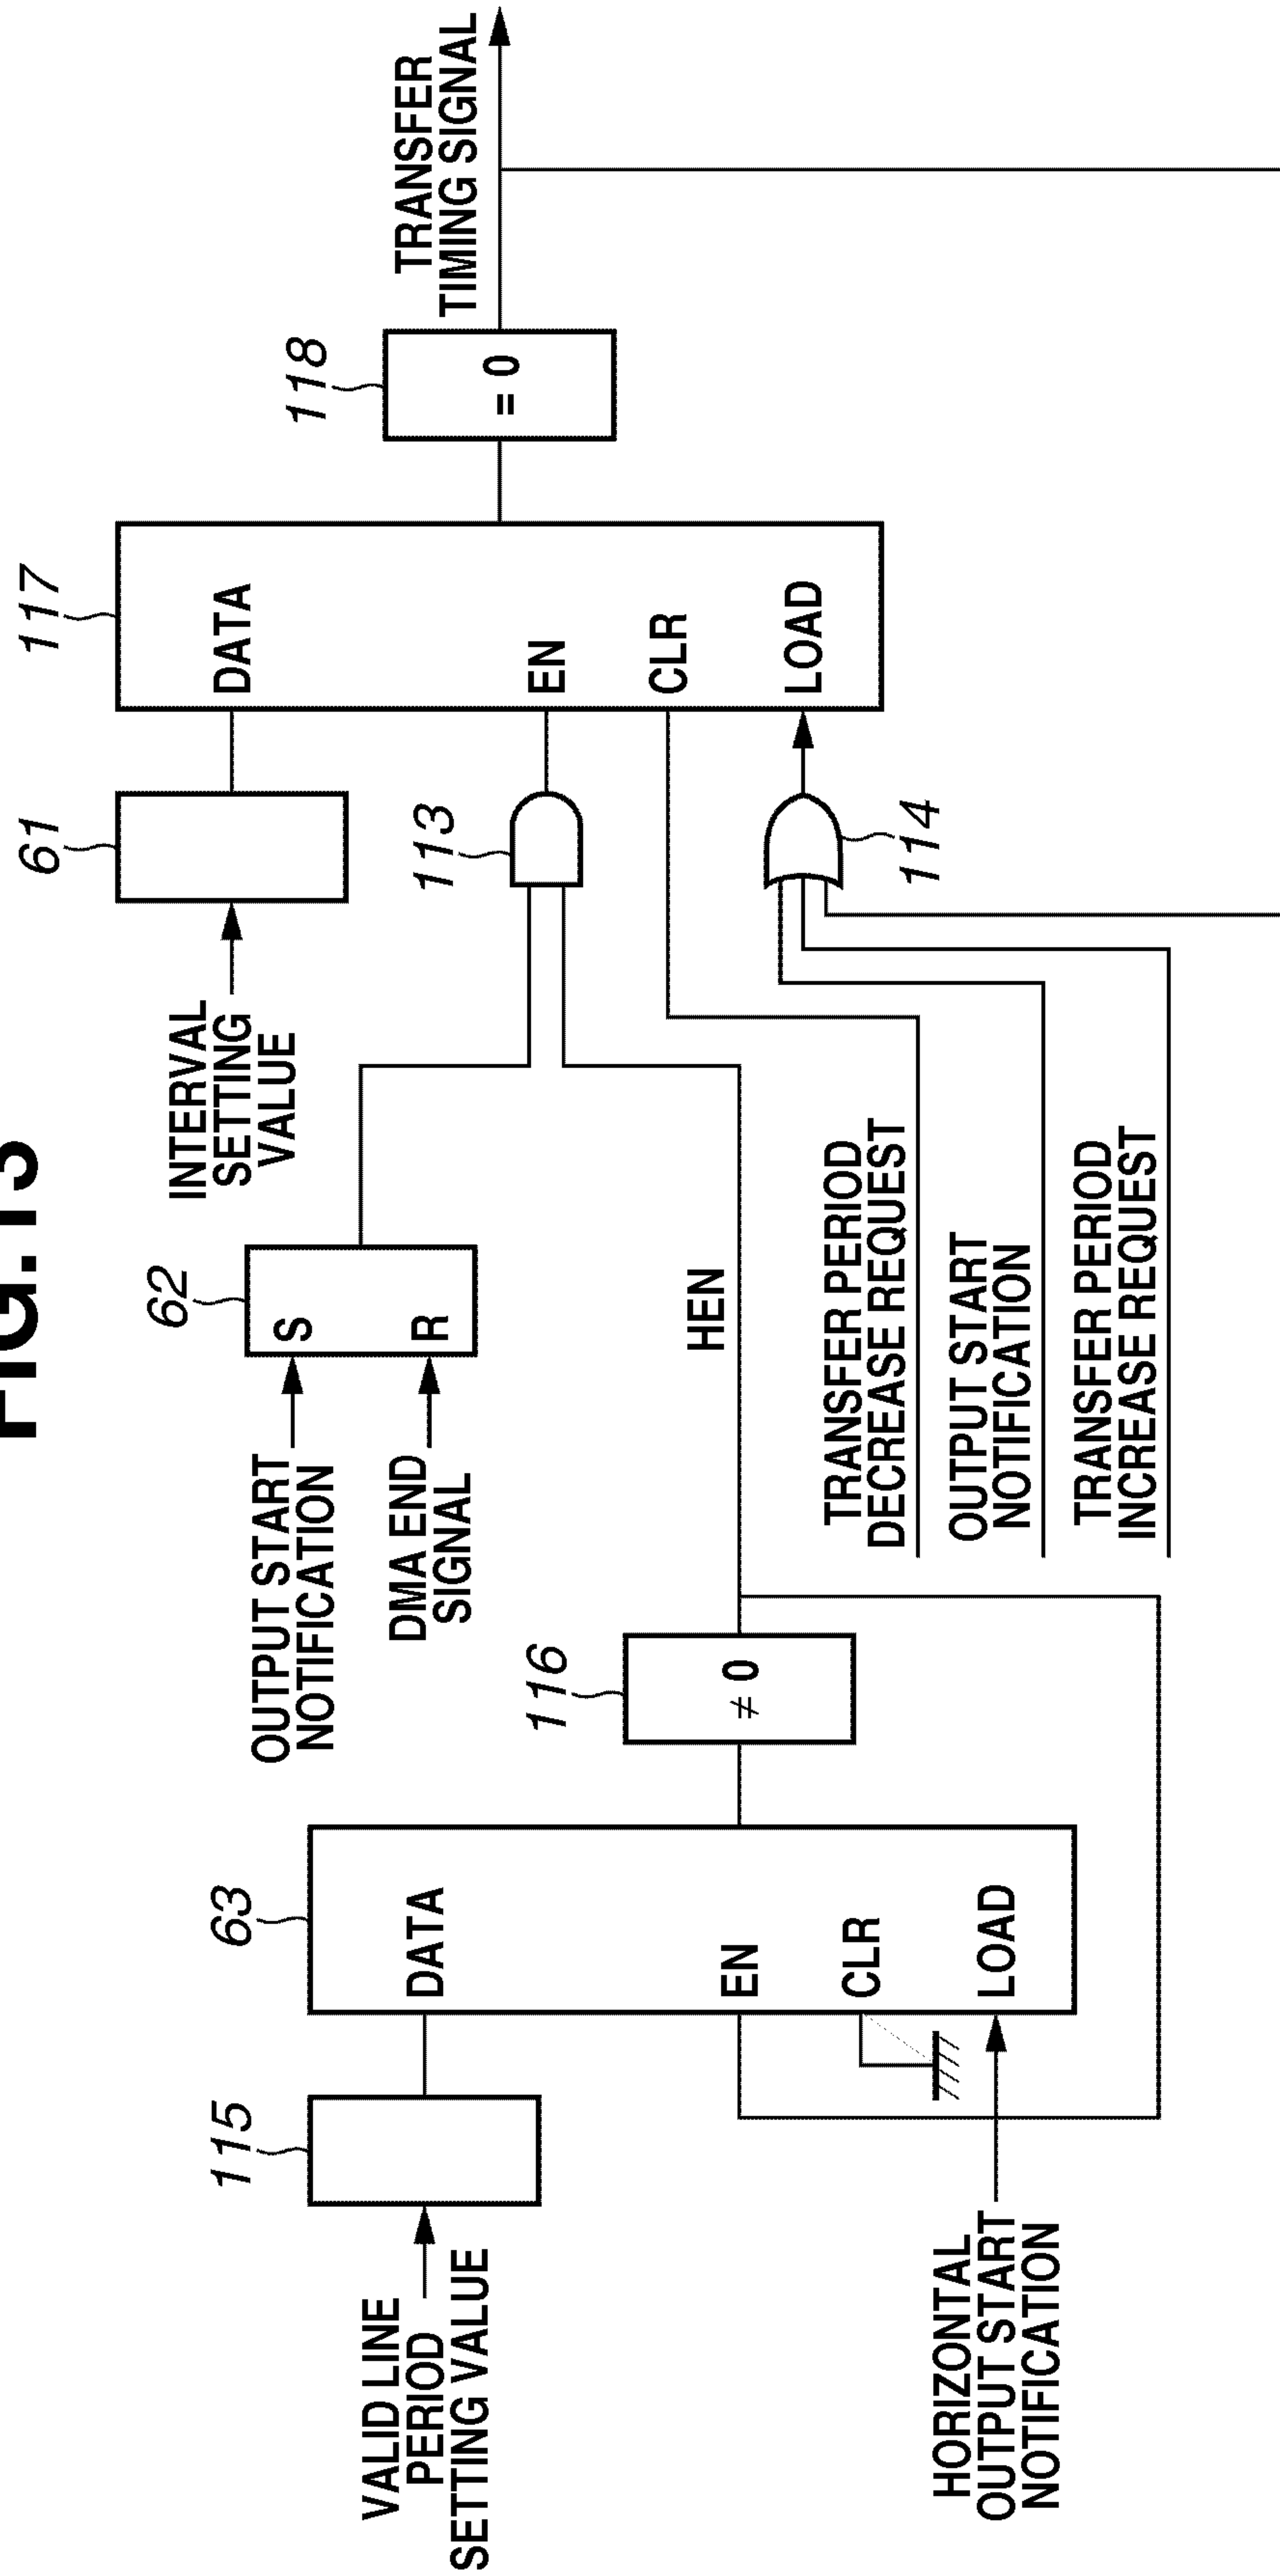 FIG.13
VALID LINE
PERIOD
SETTING VALUE
115
HORIZONTAL
OUTPUT START
NOTIFICATION
63
DATA
EN
CLR
LOAD
116
≠ 0
HEN
OUTPUT START
NOTIFICATION
DMA END
SIGNAL
62
S
R
INTERVAL
SETTING
VALUE
61
113
TRANSFER PERIOD
DECREASE REQUEST
OUTPUT START
NOTIFICATION
TRANSFER PERIOD
INCREASE REQUEST
114
117
DATA
EN
CLR
LOAD
118
= 0
TRANSFER
TIMING SIGNAL